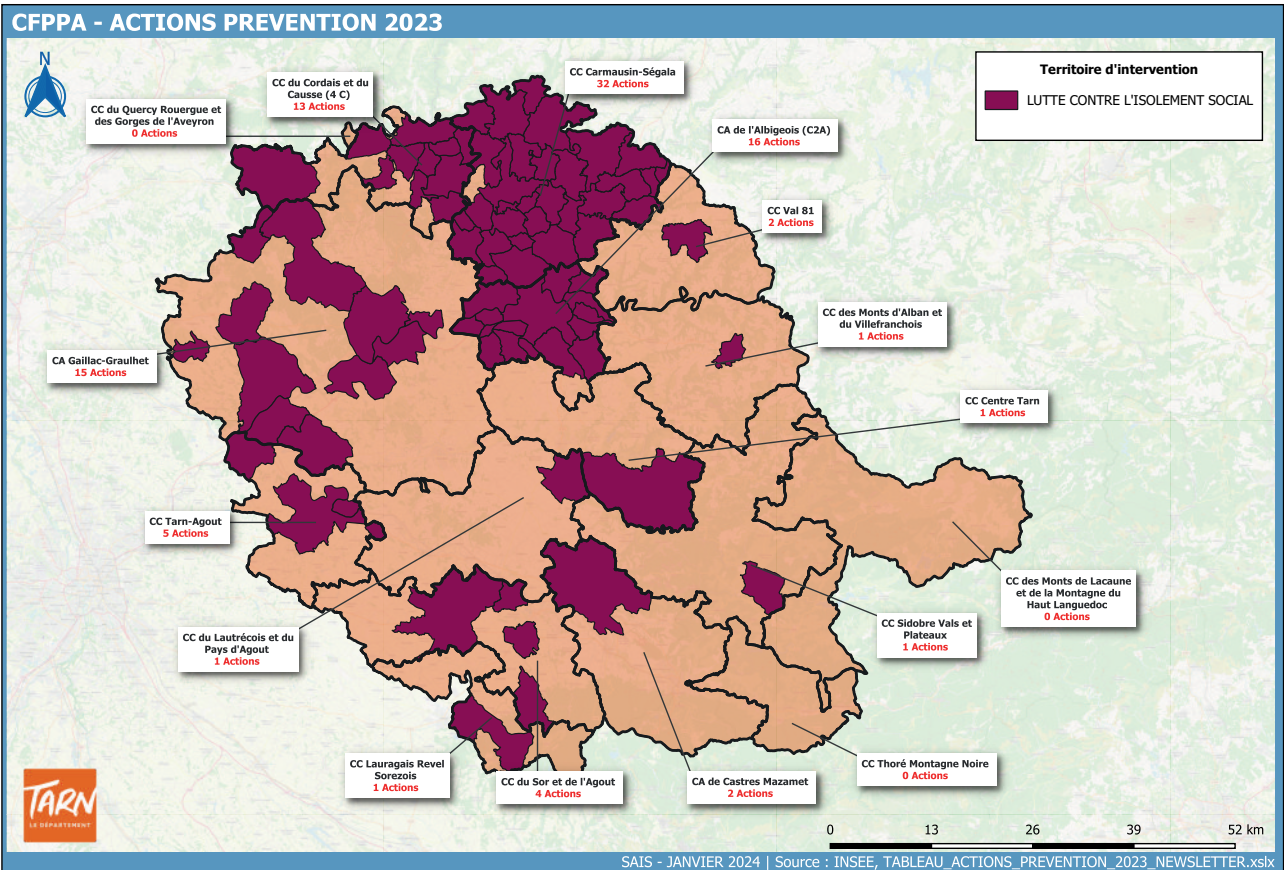 CFPPA - ACTIONS PREVENTION 2023
N
CC du Cordais et du
Causse (4 C)
13 Actions
CC Carmausin-Ségala
32 Actions
Territoire d'intervention
LUTTE CONTRE L'ISOLEMENT SOCIAL
CC du Quercy Rouergue et
des Gorges de l'Aveyron
0 Actions
CA de l'Albigeois (C2A)
16 Actions
CC Val 81
2 Actions
CC des Monts d'Alban et
du Villefranchois
1 Actions
CA Gaillac-Graulhet
15 Actions
CC Centre Tarn
1 Actions
CC Tarn-Agout
5 Actions
CC des Monts de Lacaune
et de la Montagne du
Haut Languedoc
0 Actions
CC du Lautrécois et du
Pays d'Agout
1 Actions
CC Sidobre Vals et
Plateaux
1 Actions
CC Lauragais Revel
Sorezois
1 Actions
CC du Sor et de l'Agout
4 Actions
CA de Castres Mazamet
2 Actions
CC Thoré Montagne Noire
0 Actions
TARN
LE DÉPARTEMENT
0 13 26 39 52 km
SAIS - JANVIER 2024 | Source : INSEE, TABLEAU_ACTIONS_PREVENTION_2023_NEWSLETTER.xslx